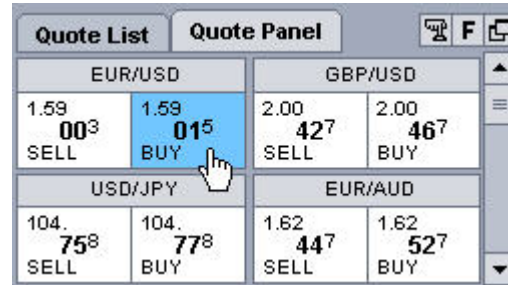 Quote List Quote Panel F
EUR/USD GBP/USD
1.59 1.59 2.00 2.00
003 015 427 467
SELL BUY SELL BUY
USD/JPY EUR/AUD
104. 104. 1.62 1.62
758 778 447 527
SELL BUY SELL BUY